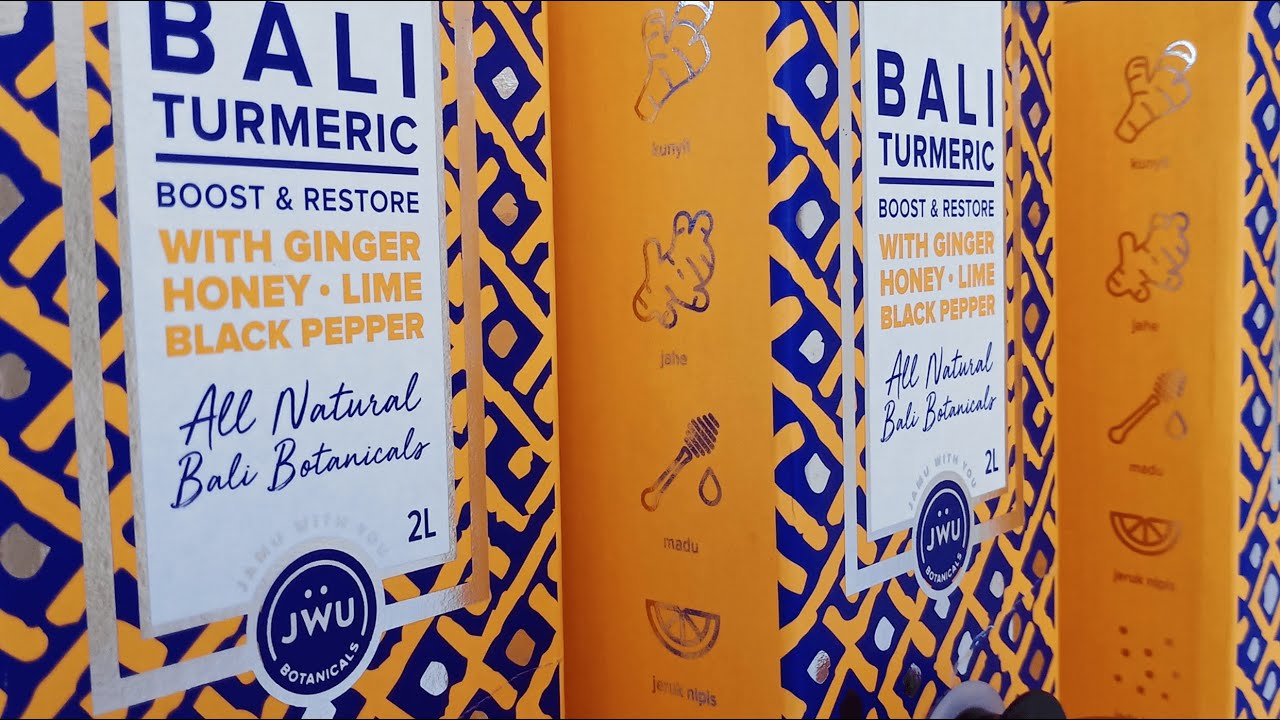 BALI
TURMERIC
BOOST & RESTORE
WITH GINGER
HONEY • LIME
BLACK PEPPER
All Natural
Bali Botanicals
2L
JAMU WITH YOU
JWU
BOTANICALS
kunyit
jahe
madu
jeruk nipis
BALI
TURMERIC
BOOST & RESTORE
WITH GINGER
HONEY • LIME
BLACK PEPPER
All Natural
Bali Botanicals
2L
JAMU WITH YOU
JWU
BOTANICALS
kunyit
jahe
madu
jeruk nipis